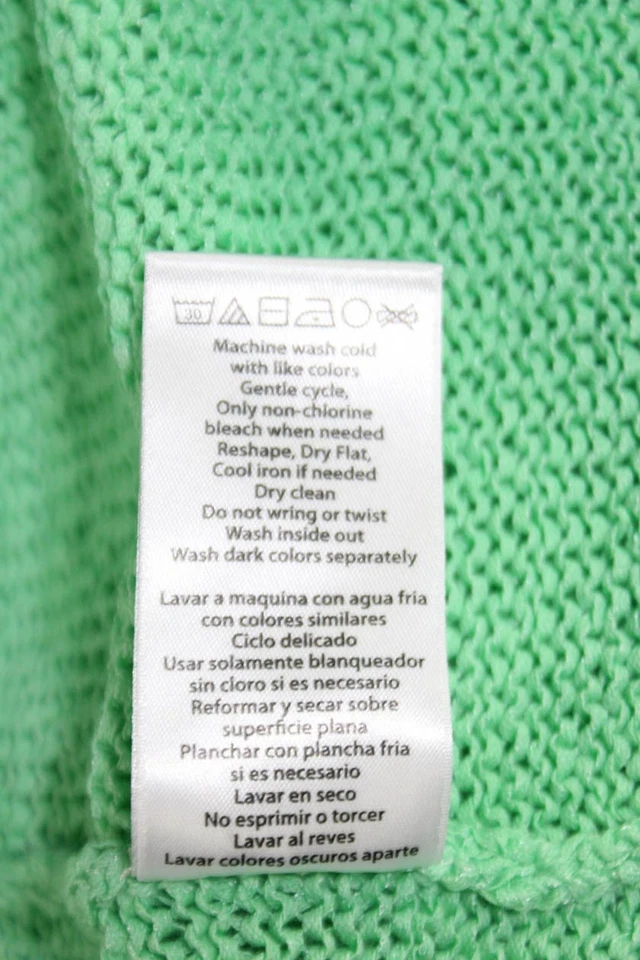 30
Machine wash cold
with like colors
Gentle cycle,
Only non-chlorine
bleach when needed
Reshape, Dry Flat,
Cool iron if needed
Dry clean
Do not wring or twist
Wash inside out
Wash dark colors separately
Lavar a maquina con agua fria
con colores similares
Ciclo delicado
Usar solamente blanqueador
sin cloro si es necesario
Reformar y secar sobre
superficie plana
Planchar con plancha fria
si es necesario
Lavar en seco
No esprimir o torcer
Lavar al reves
Lavar colores oscuros aparte